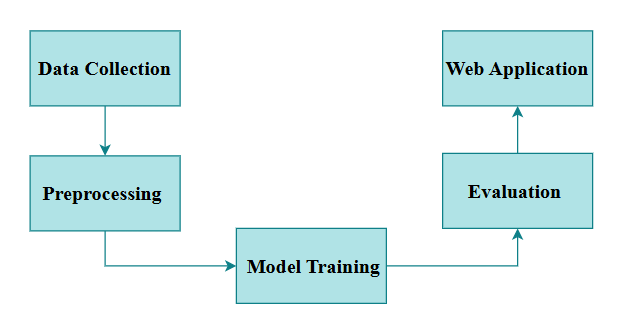 Data Collection
Preprocessing
Model Training
Evaluation
Web Application